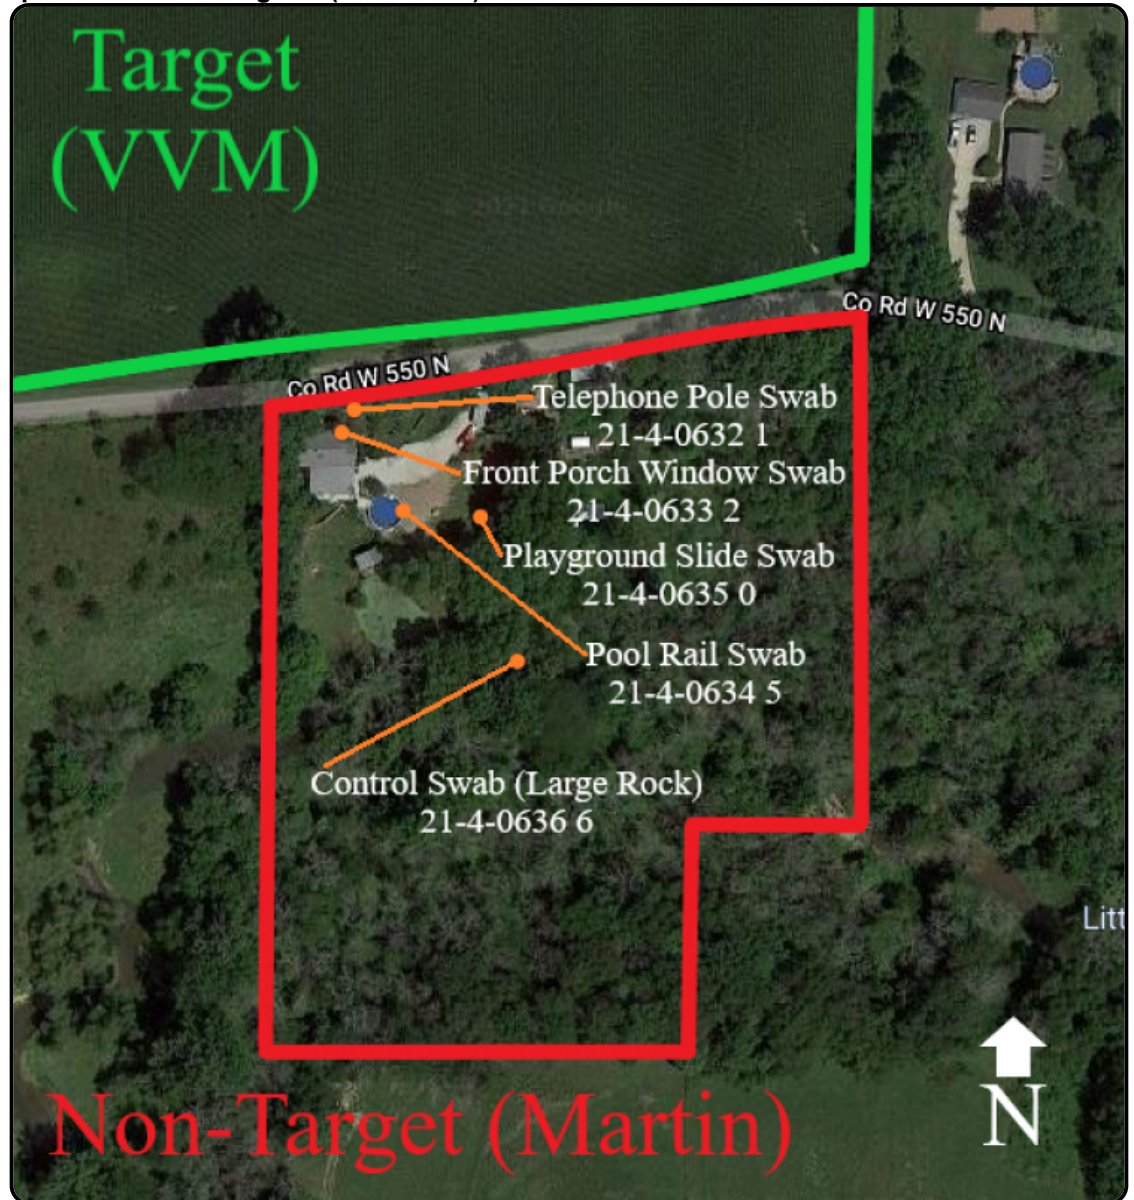 Target
(VVM)
Co Rd W 550 N
Co Rd W 550 N
Telephone Pole Swab
21-4-0632 1
Front Porch Window Swab
21-4-0633 2
Playground Slide Swab
21-4-0635 0
Pool Rail Swab
21-4-0634 5
Control Swab (Large Rock)
21-4-0636 6
Litt
N
Non-Target (Martin)